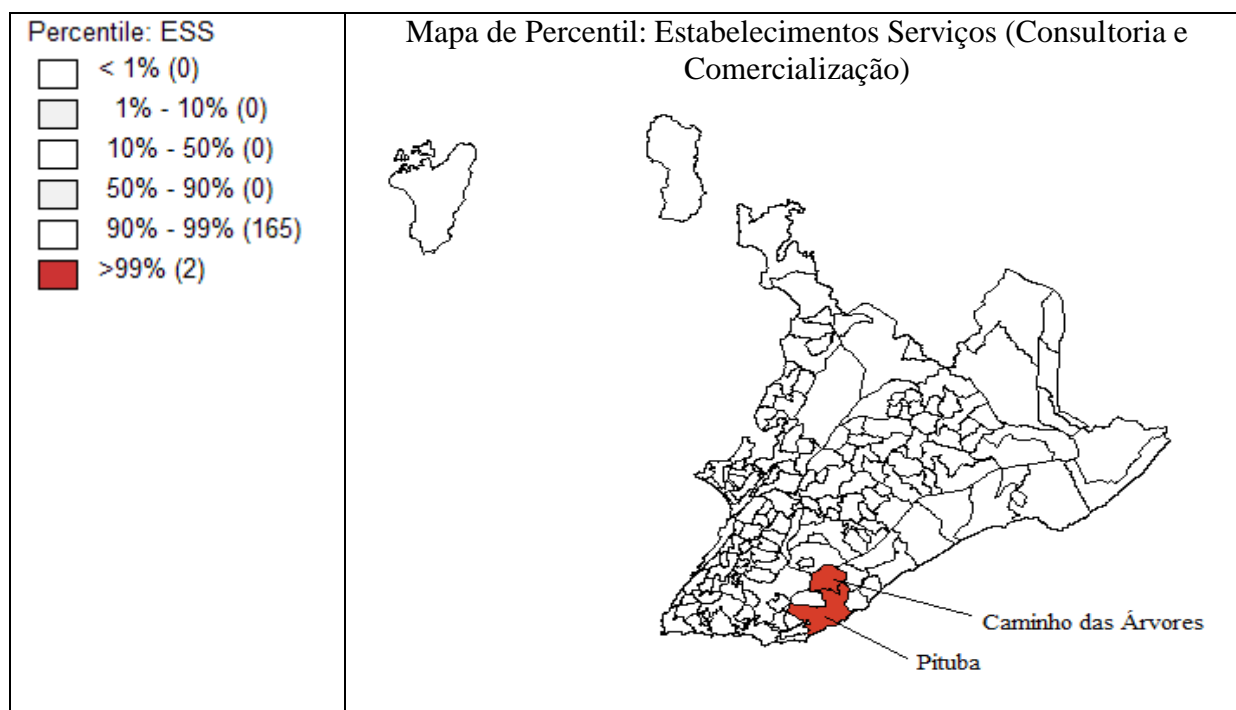 Percentile: ESS
< 1% (0)
1% - 10% (0)
10% - 50% (0)
50% - 90% (0)
90% - 99% (165)
>99% (2)
Mapa de Percentil: Estabelecimentos Serviços (Consultoria e
Comercialização)
Caminho das Árvores
Pituba